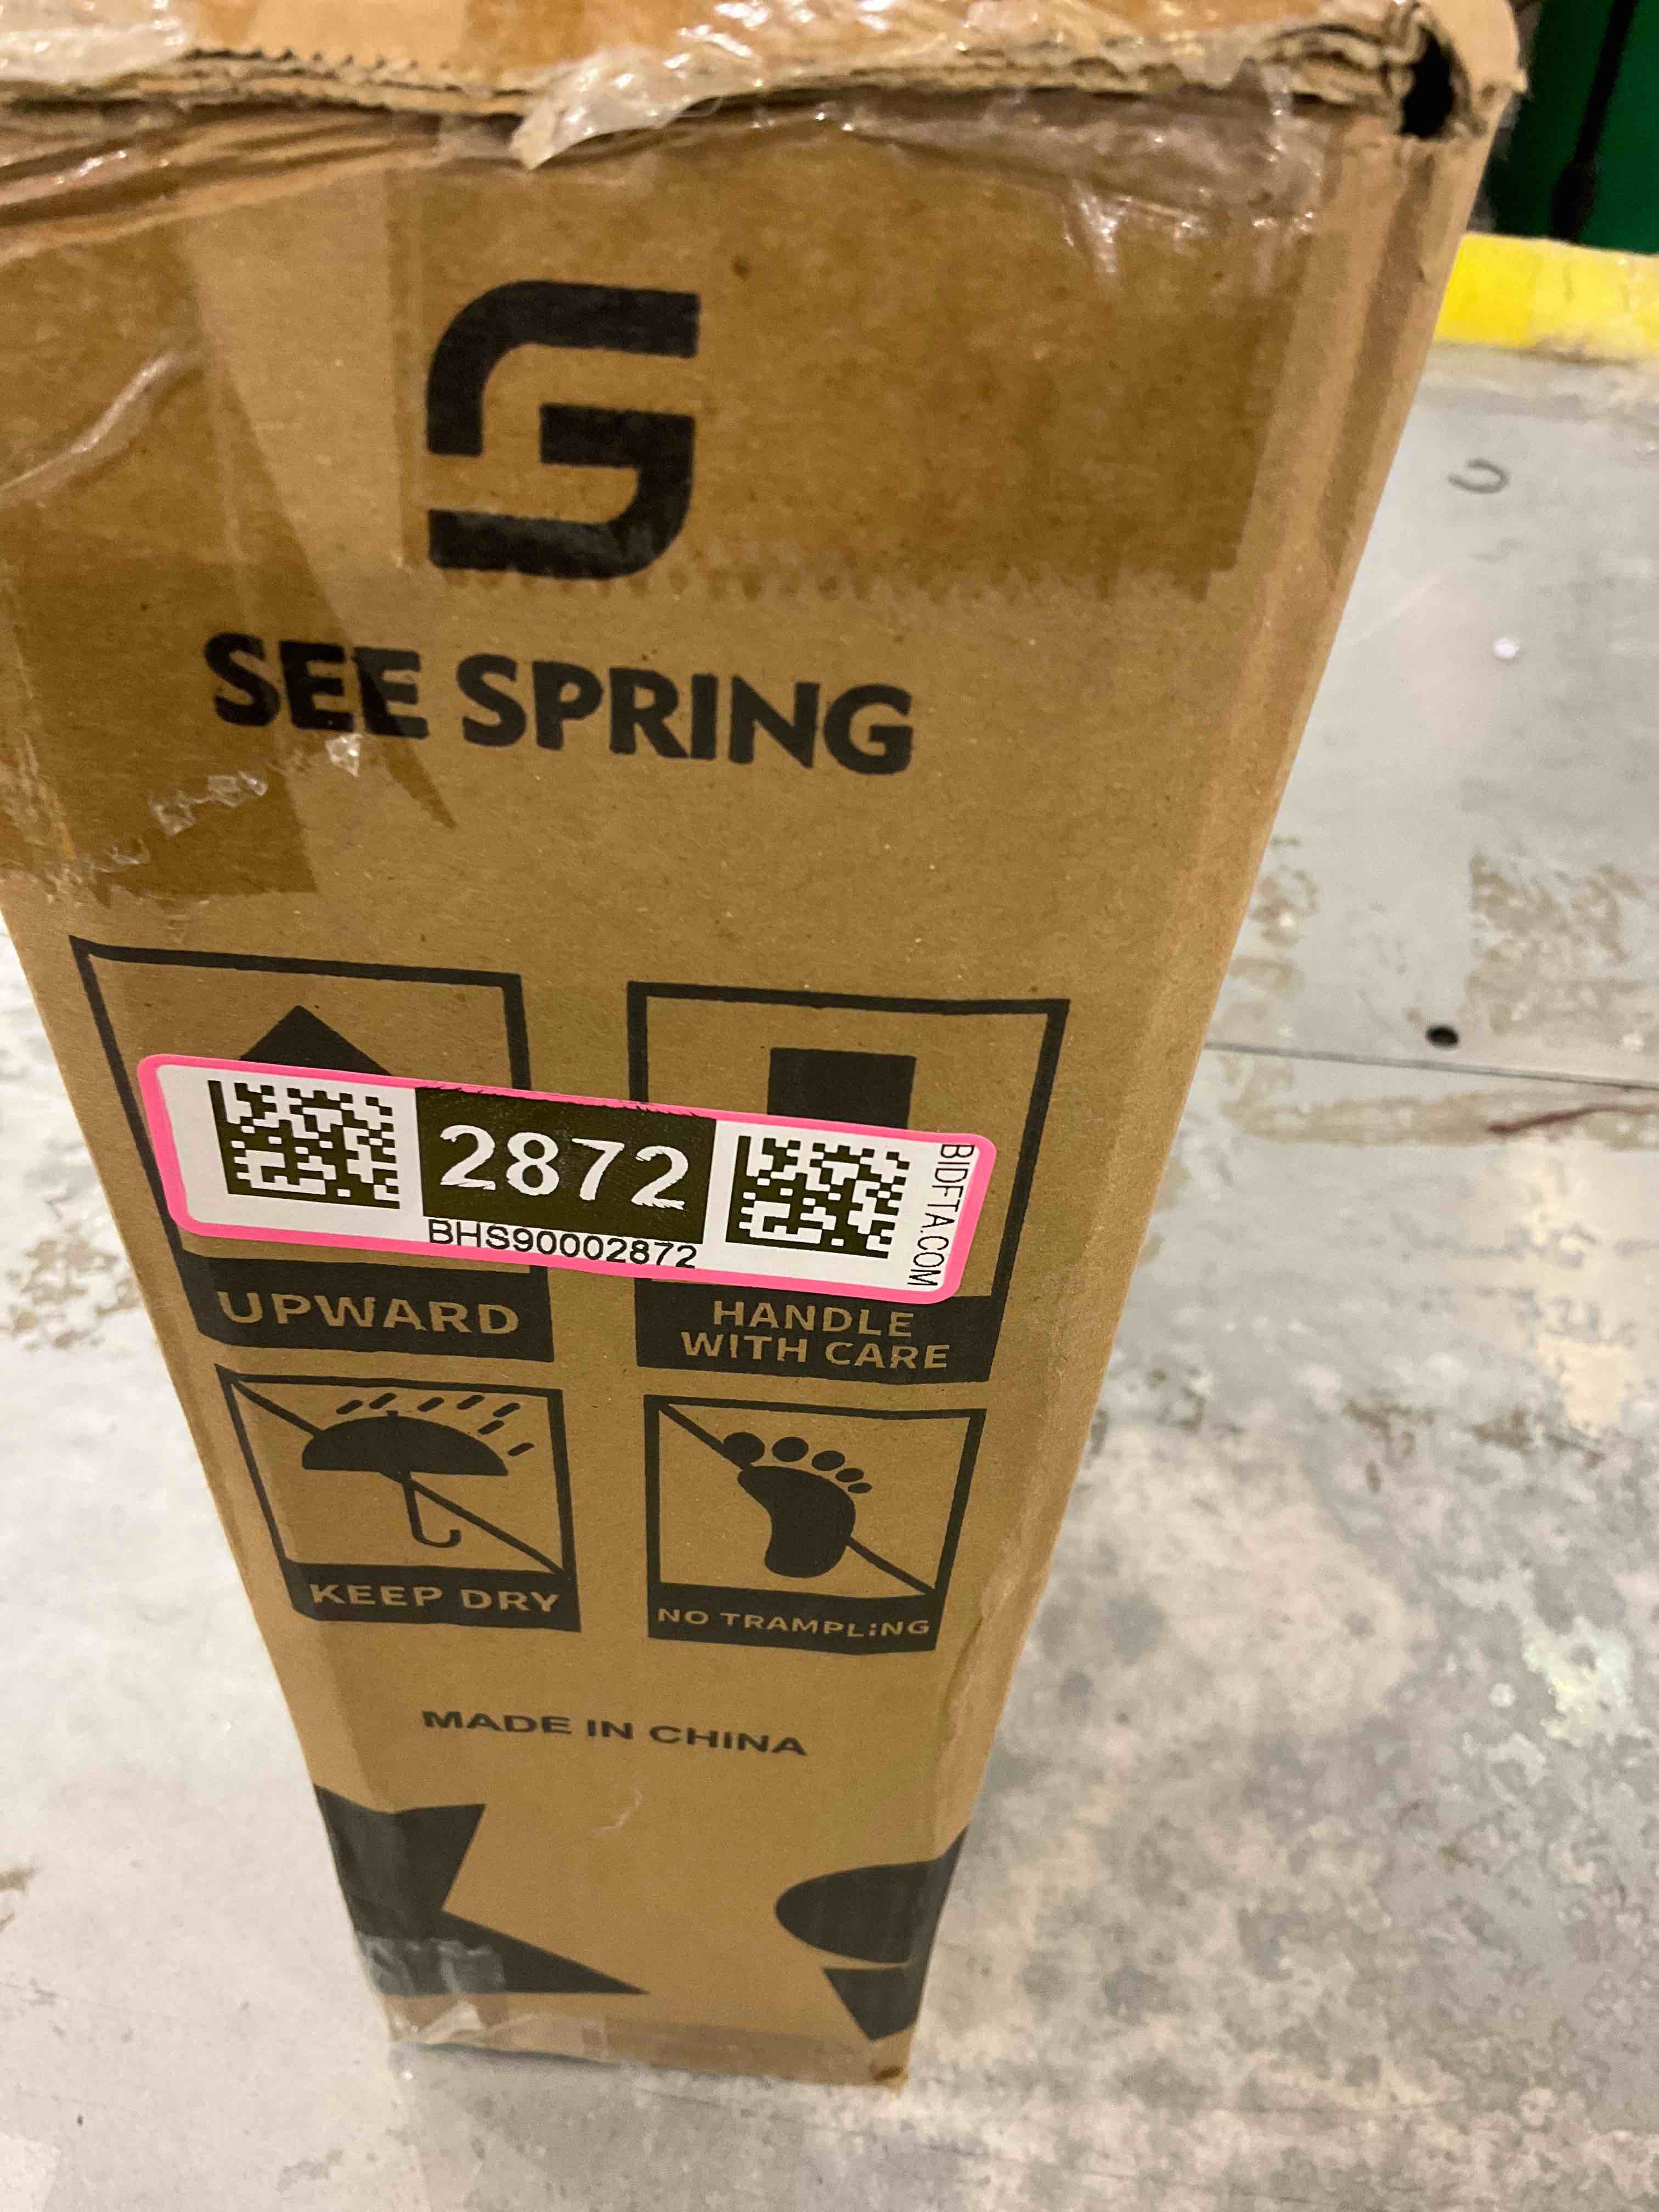 SEE SPRING
2872
BHS90002872
BIDFTA.COM
UPWARD
HANDLE
WITH CARE
KEEP DRY
NO TRAMPLING
MADE IN CHINA